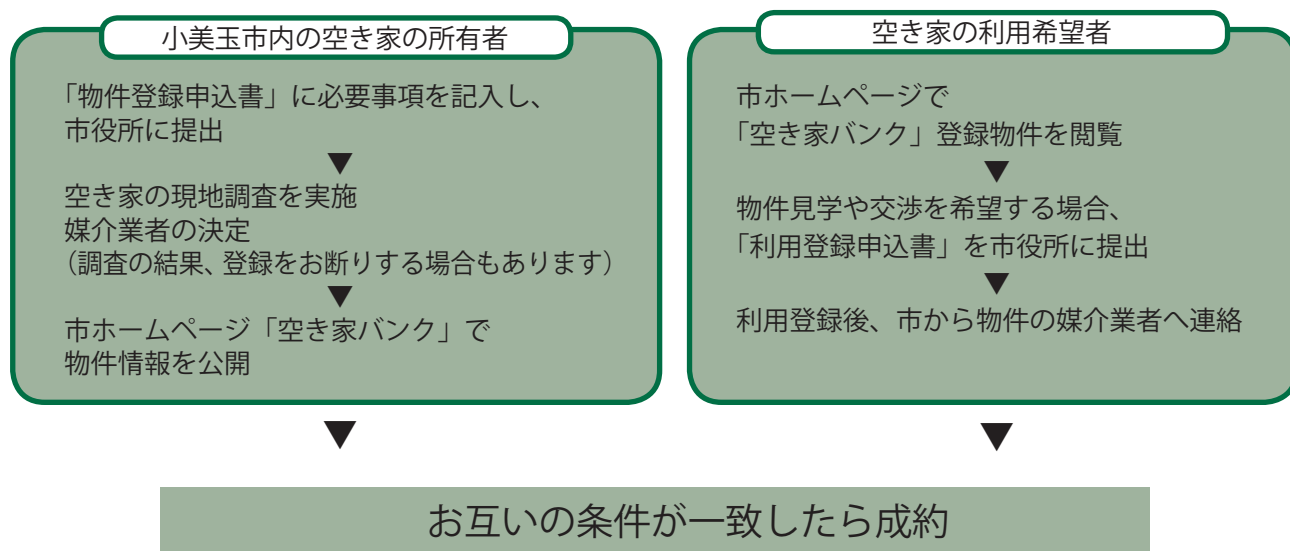 小美玉市内の空き家の所有者
「物件登録申込書」に必要事項を記入し、
市役所に提出
▼
空き家の現地調査を実施
媒介業者の決定
（調査の結果、登録をお断りする場合もあります）
▼
市ホームページ「空き家バンク」で
物件情報を公開
▼
空き家の利用希望者
市ホームページで
「空き家バンク」登録物件を閲覧
▼
物件見学や交渉を希望する場合、
「利用登録申込書」を市役所に提出
▼
利用登録後、市から物件の媒介業者へ連絡
▼
お互いの条件が一致したら成約